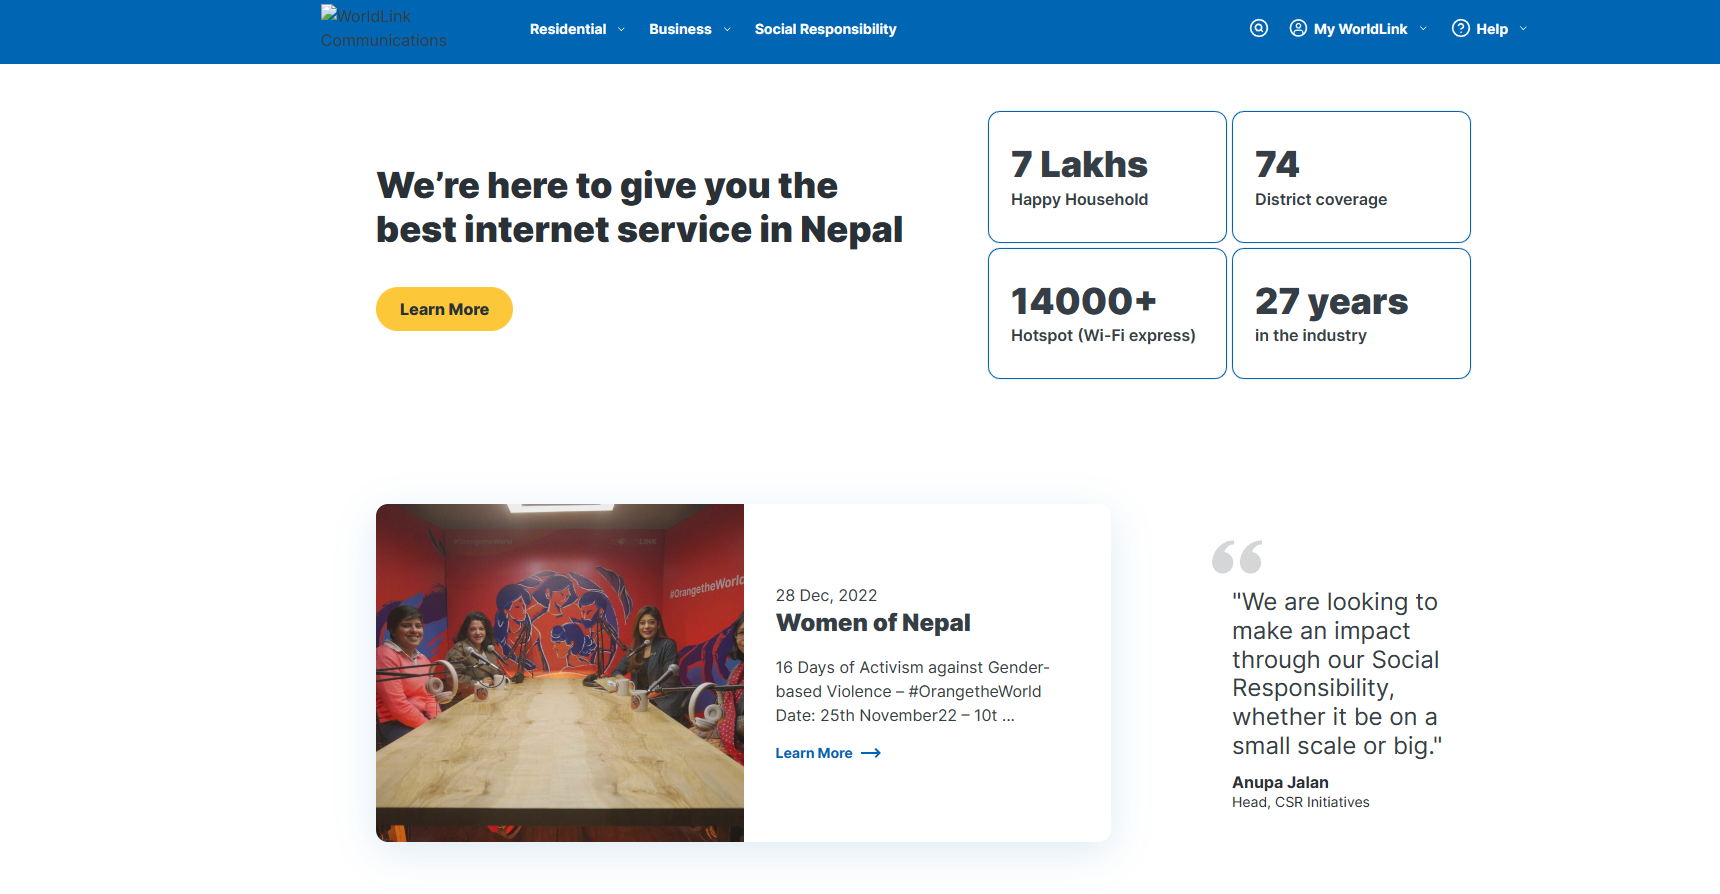 WorldLink
Communications
Residential
Business
Social Responsibility
My WorldLink
Help
We’re here to give you the
best internet service in Nepal
Learn More
7 Lakhs
Happy Household
74
District coverage
14000+
Hotspot (Wi-Fi express)
27 years
in the industry
#OrangetheWorld
#OrangetheWorld
28 Dec, 2022
Women of Nepal
16 Days of Activism against Gender-
based Violence – #OrangetheWorld
Date: 25th November22 – 10t ...
Learn More
"We are looking to
make an impact
through our Social
Responsibility,
whether it be on a
small scale or big."
Anupa Jalan
Head, CSR Initiatives